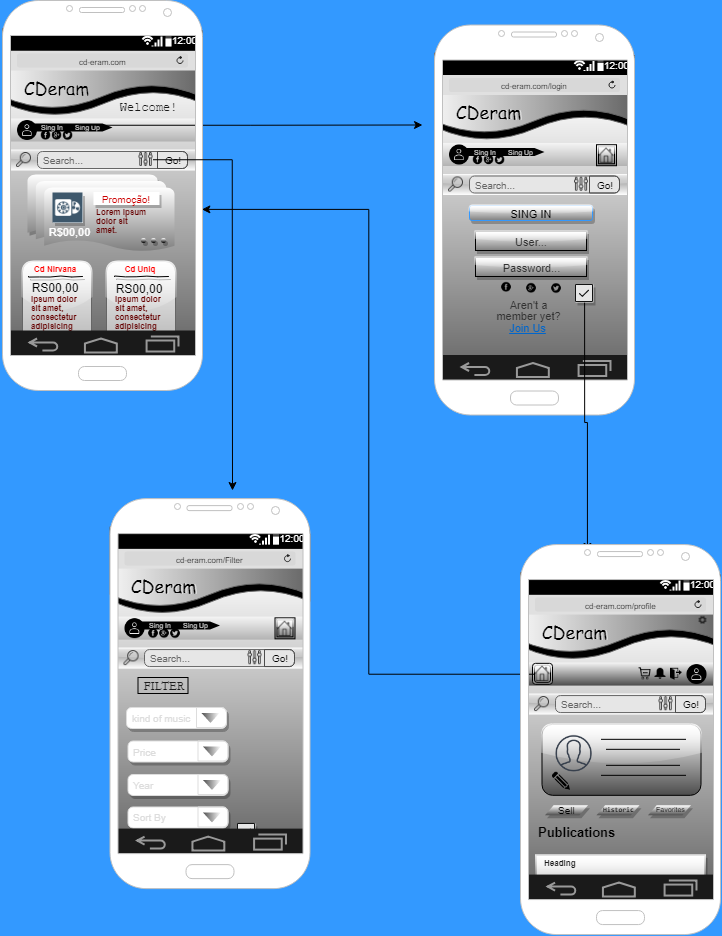 12:00
cd-eram.com
CDeram
Welcome!
Sing In Sing Up
Search... Go!
Promoção!
Lorem ipsum
dolor sit
amet.
R$00,00
Cd Nirvana
RS00,00
Ipsum dolor
sit amet,
consectetur
adipisicing
Cd Uniq
RS00,00
Ipsum dolor
sit amet,
consectetur
adipisicing
12:00
cd-eram.com/login
CDeram
Sing In Sing Up
Search... Go!
SING IN
User...
Password...
Aren't a
member yet?
Join Us
12:00
cd-eram.com/Filter
CDeram
Sing In Sing Up
Search... Go!
FILTER
kind of music
Price
Year
Sort By
12:00
cd-eram.com/profile
CDeram
Search... Go!
Sell Historic Favorites
Publications
Heading